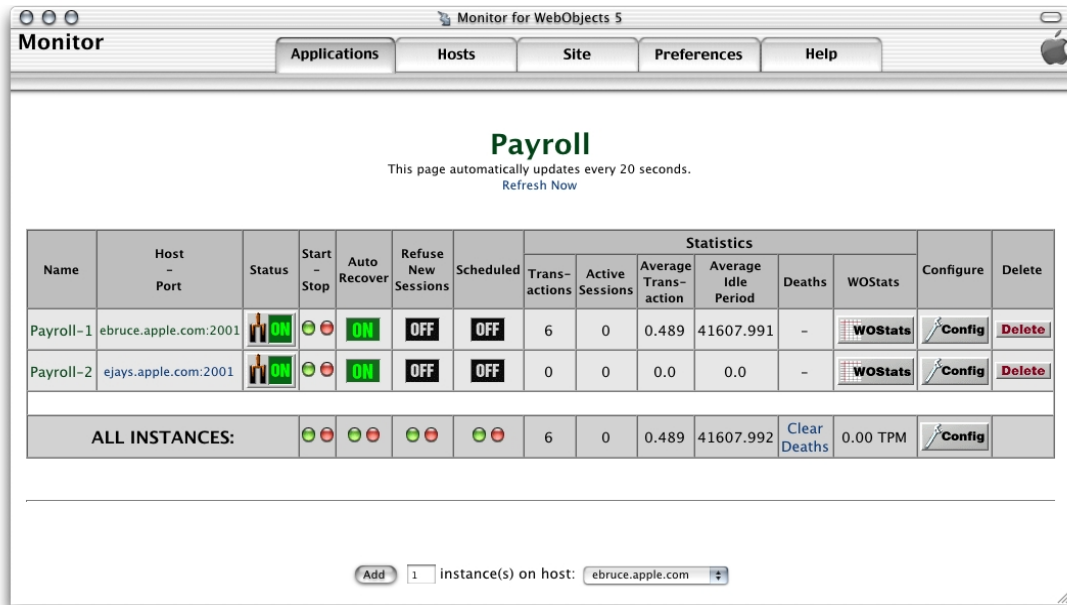 Monitor for WebObjects 5
Monitor
Applications Hosts Site Preferences Help
Payroll
This page automatically updates every 20 seconds.
Refresh Now
Name Host – Port Status Start – Stop Auto Recover Refuse New Sessions Scheduled Statistics Configure Delete
Trans-actions Active Sessions Average Trans-action Average Idle Period Deaths WOStats
Payroll-1 ebruce.apple.com:2001 ON ON OFF OFF 6 0 0.489 41607.991 – WOStats Config Delete
Payroll-2 ejays.apple.com:2001 ON ON OFF OFF 0 0 0.0 0.0 – WOStats Config Delete
ALL INSTANCES: 6 0 0.489 41607.992 Clear Deaths 0.00 TPM Config
Add 1 instance(s) on host: ebruce.apple.com